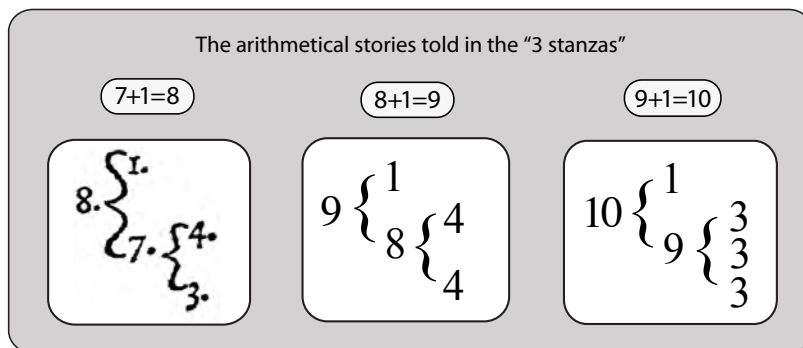 The arithmetical stories told in the “3 stanzas”
7+1=8
8+1=9
9+1=10
8. { 1.
7. { 4.
3.
9 { 1
8 { 4
4
10 { 1
9 { 3
3
3